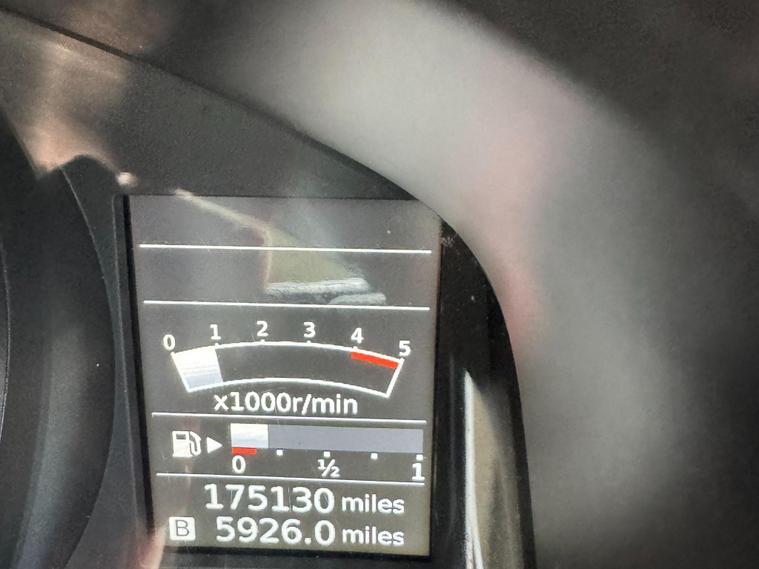 0 1 2 3 4 5
x1000r/min
0 ½ 1
175130 miles
B 5926.0 miles